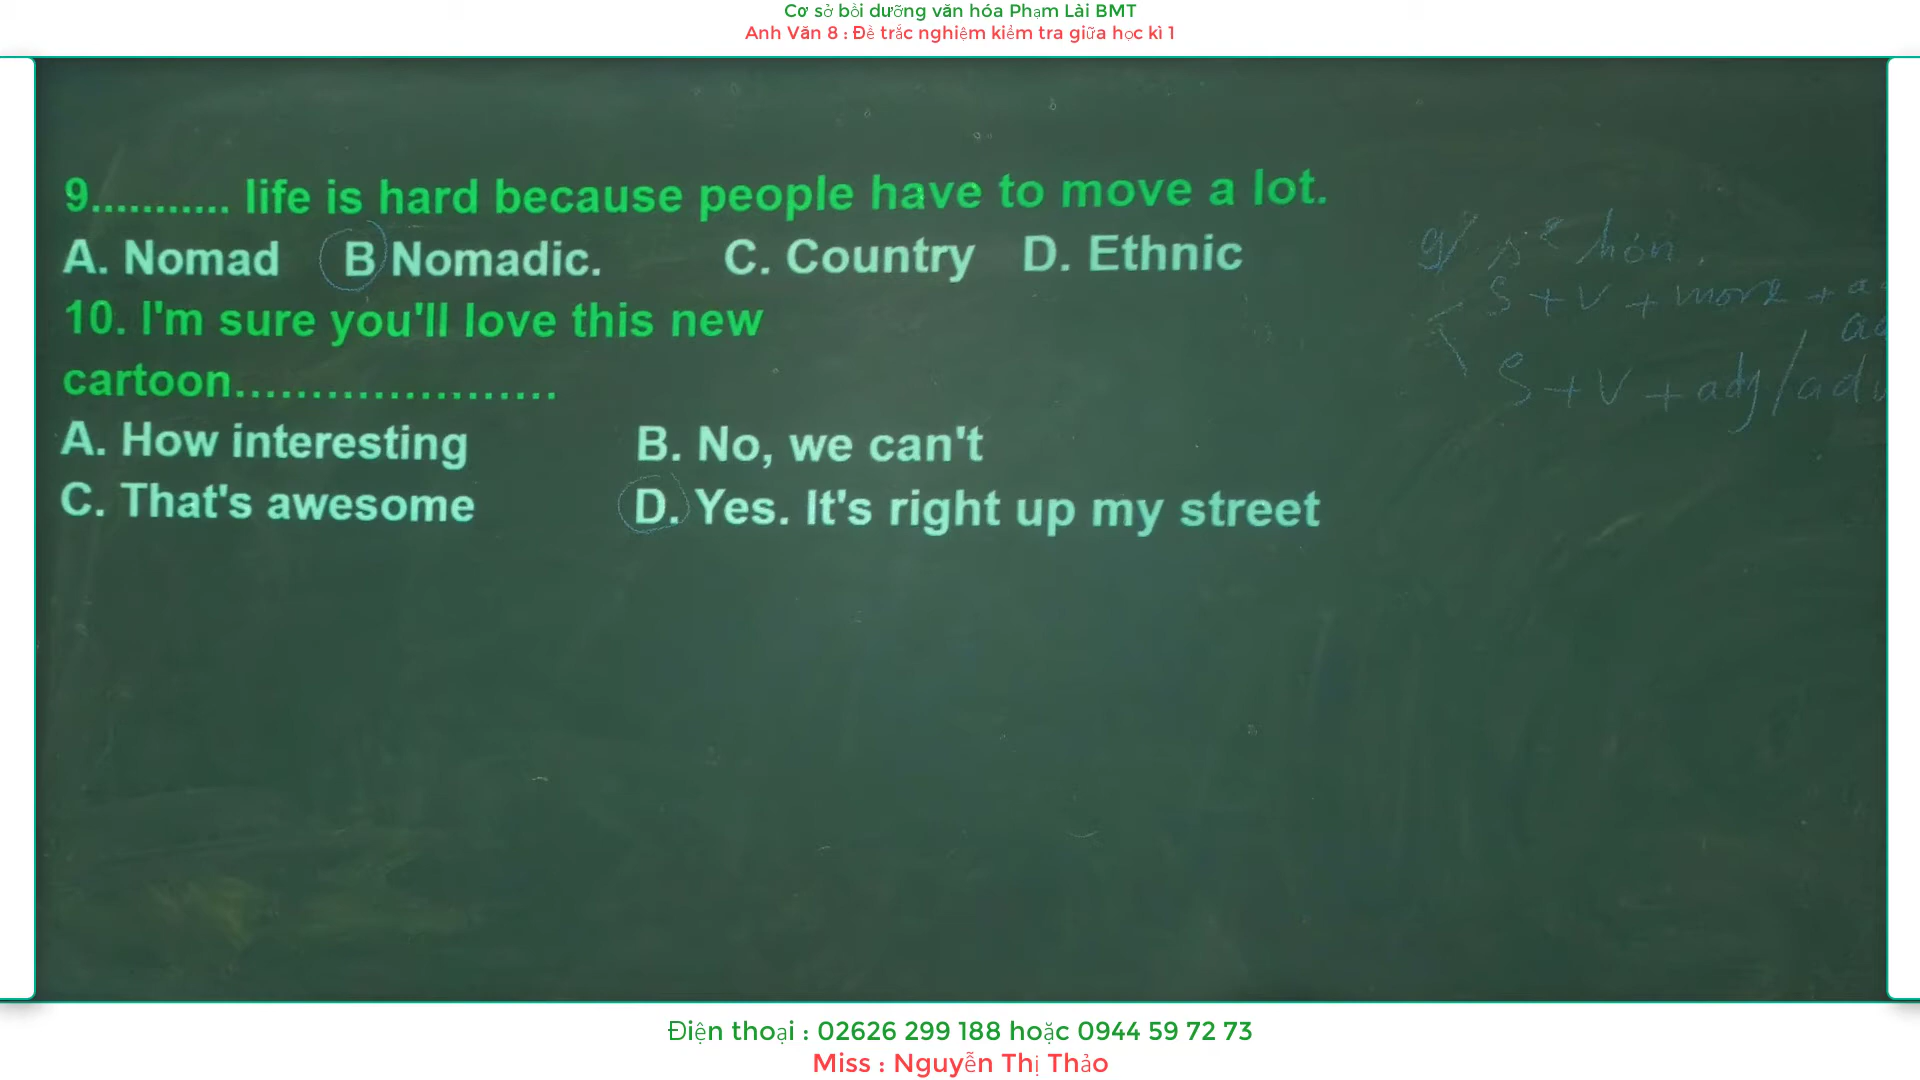 Cơ sở bồi dưỡng văn hóa Phạm Lài BMT
Anh Văn 8 : Đề trắc nghiệm kiểm tra giữa học kì 1
9........... life is hard because people have to move a lot.
A. Nomad B Nomadic. C. Country D. Ethnic
10. I'm sure you'll love this new
cartoon.....................
A. How interesting B. No, we can't
C. That's awesome D. Yes. It's right up my street
9/ s² hơn.
S + V + more +
S + V + adj/adv
Điện thoại : 02626 299 188 hoặc 0944 59 72 73
Miss : Nguyễn Thị Thảo